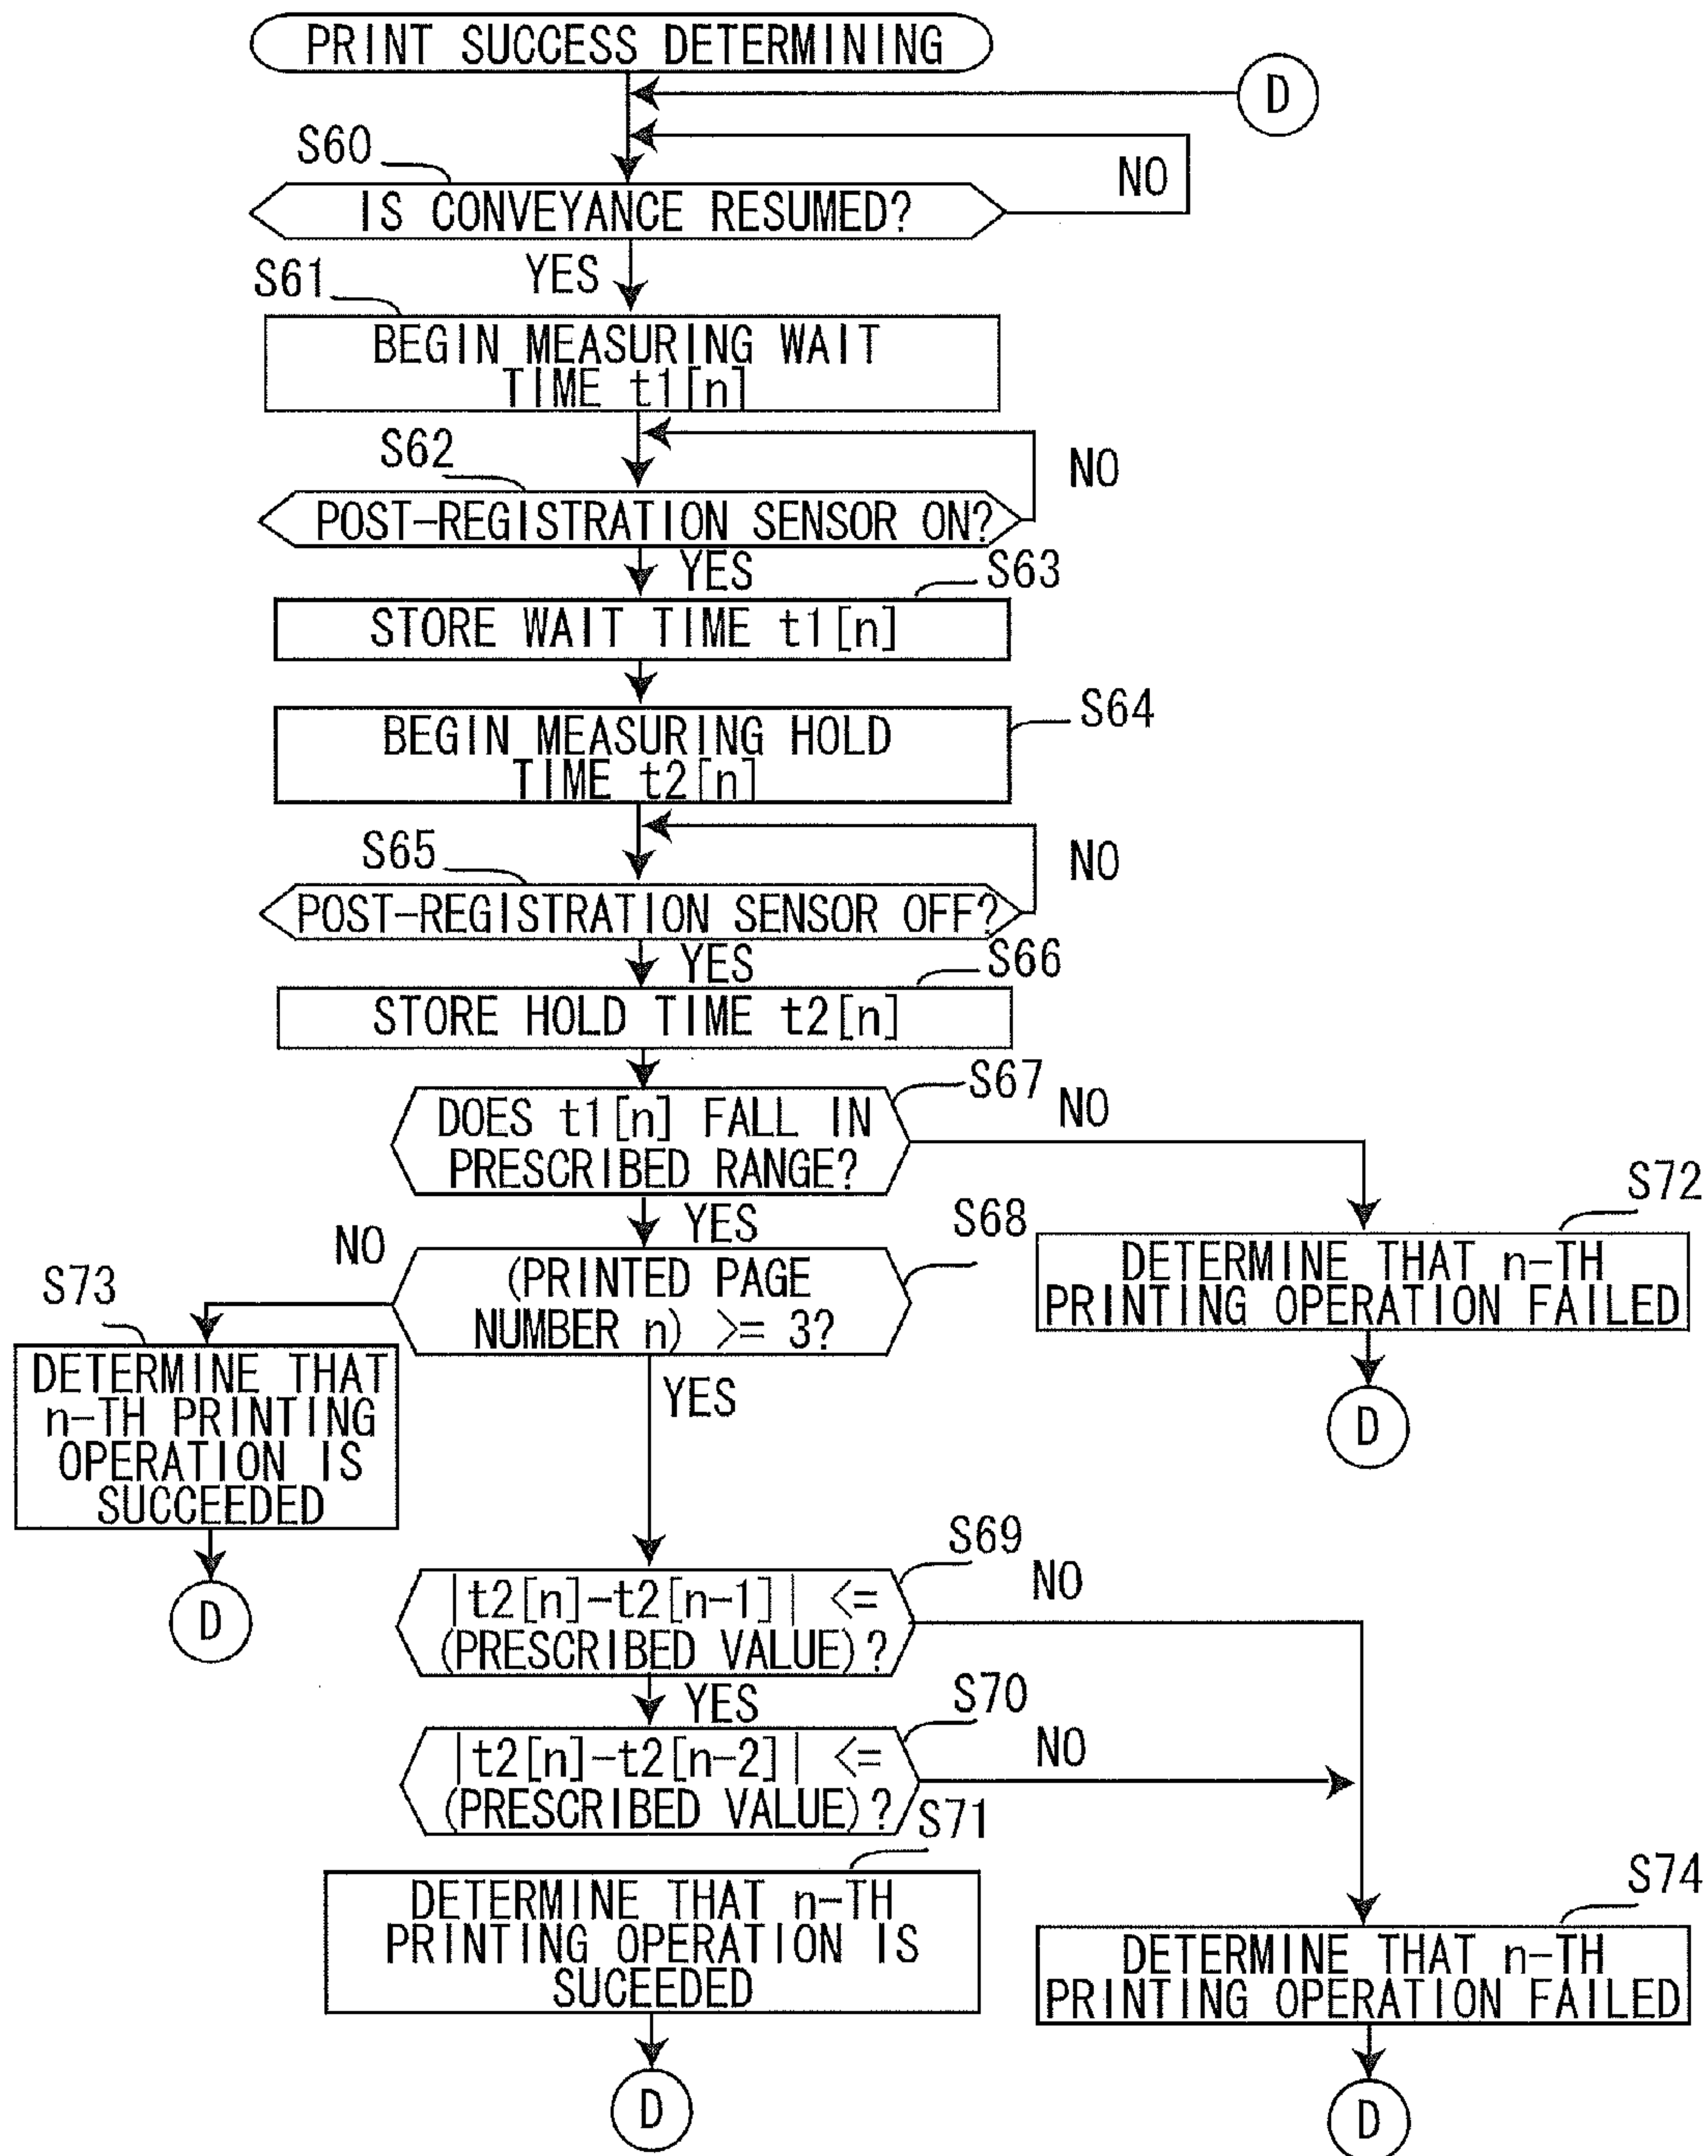 PRINT SUCCESS DETERMINING
D
S60
NO
IS CONVEYANCE RESUMED?
YES
S61
BEGIN MEASURING WAIT
TIME t1[n]
S62
NO
POST-REGISTRATION SENSOR ON?
YES
S63
STORE WAIT TIME t1[n]
S64
BEGIN MEASURING HOLD
TIME t2[n]
S65
NO
POST-REGISTRATION SENSOR OFF?
YES
S66
STORE HOLD TIME t2[n]
S67
NO
DOES t1[n] FALL IN
PRESCRIBED RANGE?
YES
S72
DETERMINE THAT n-TH
PRINTING OPERATION FAILED
D
S68
NO
(PRINTED PAGE
NUMBER n) >= 3?
YES
S73
DETERMINE THAT
n-TH PRINTING
OPERATION IS
SUCCEEDED
D
S69
NO
|t2[n]-t2[n-1]| <=
(PRESCRIBED VALUE)?
YES
S70
NO
|t2[n]-t2[n-2]| <=
(PRESCRIBED VALUE)?
S71
DETERMINE THAT n-TH
PRINTING OPERATION IS
SUCEEDED
D
S74
DETERMINE THAT n-TH
PRINTING OPERATION FAILED
D